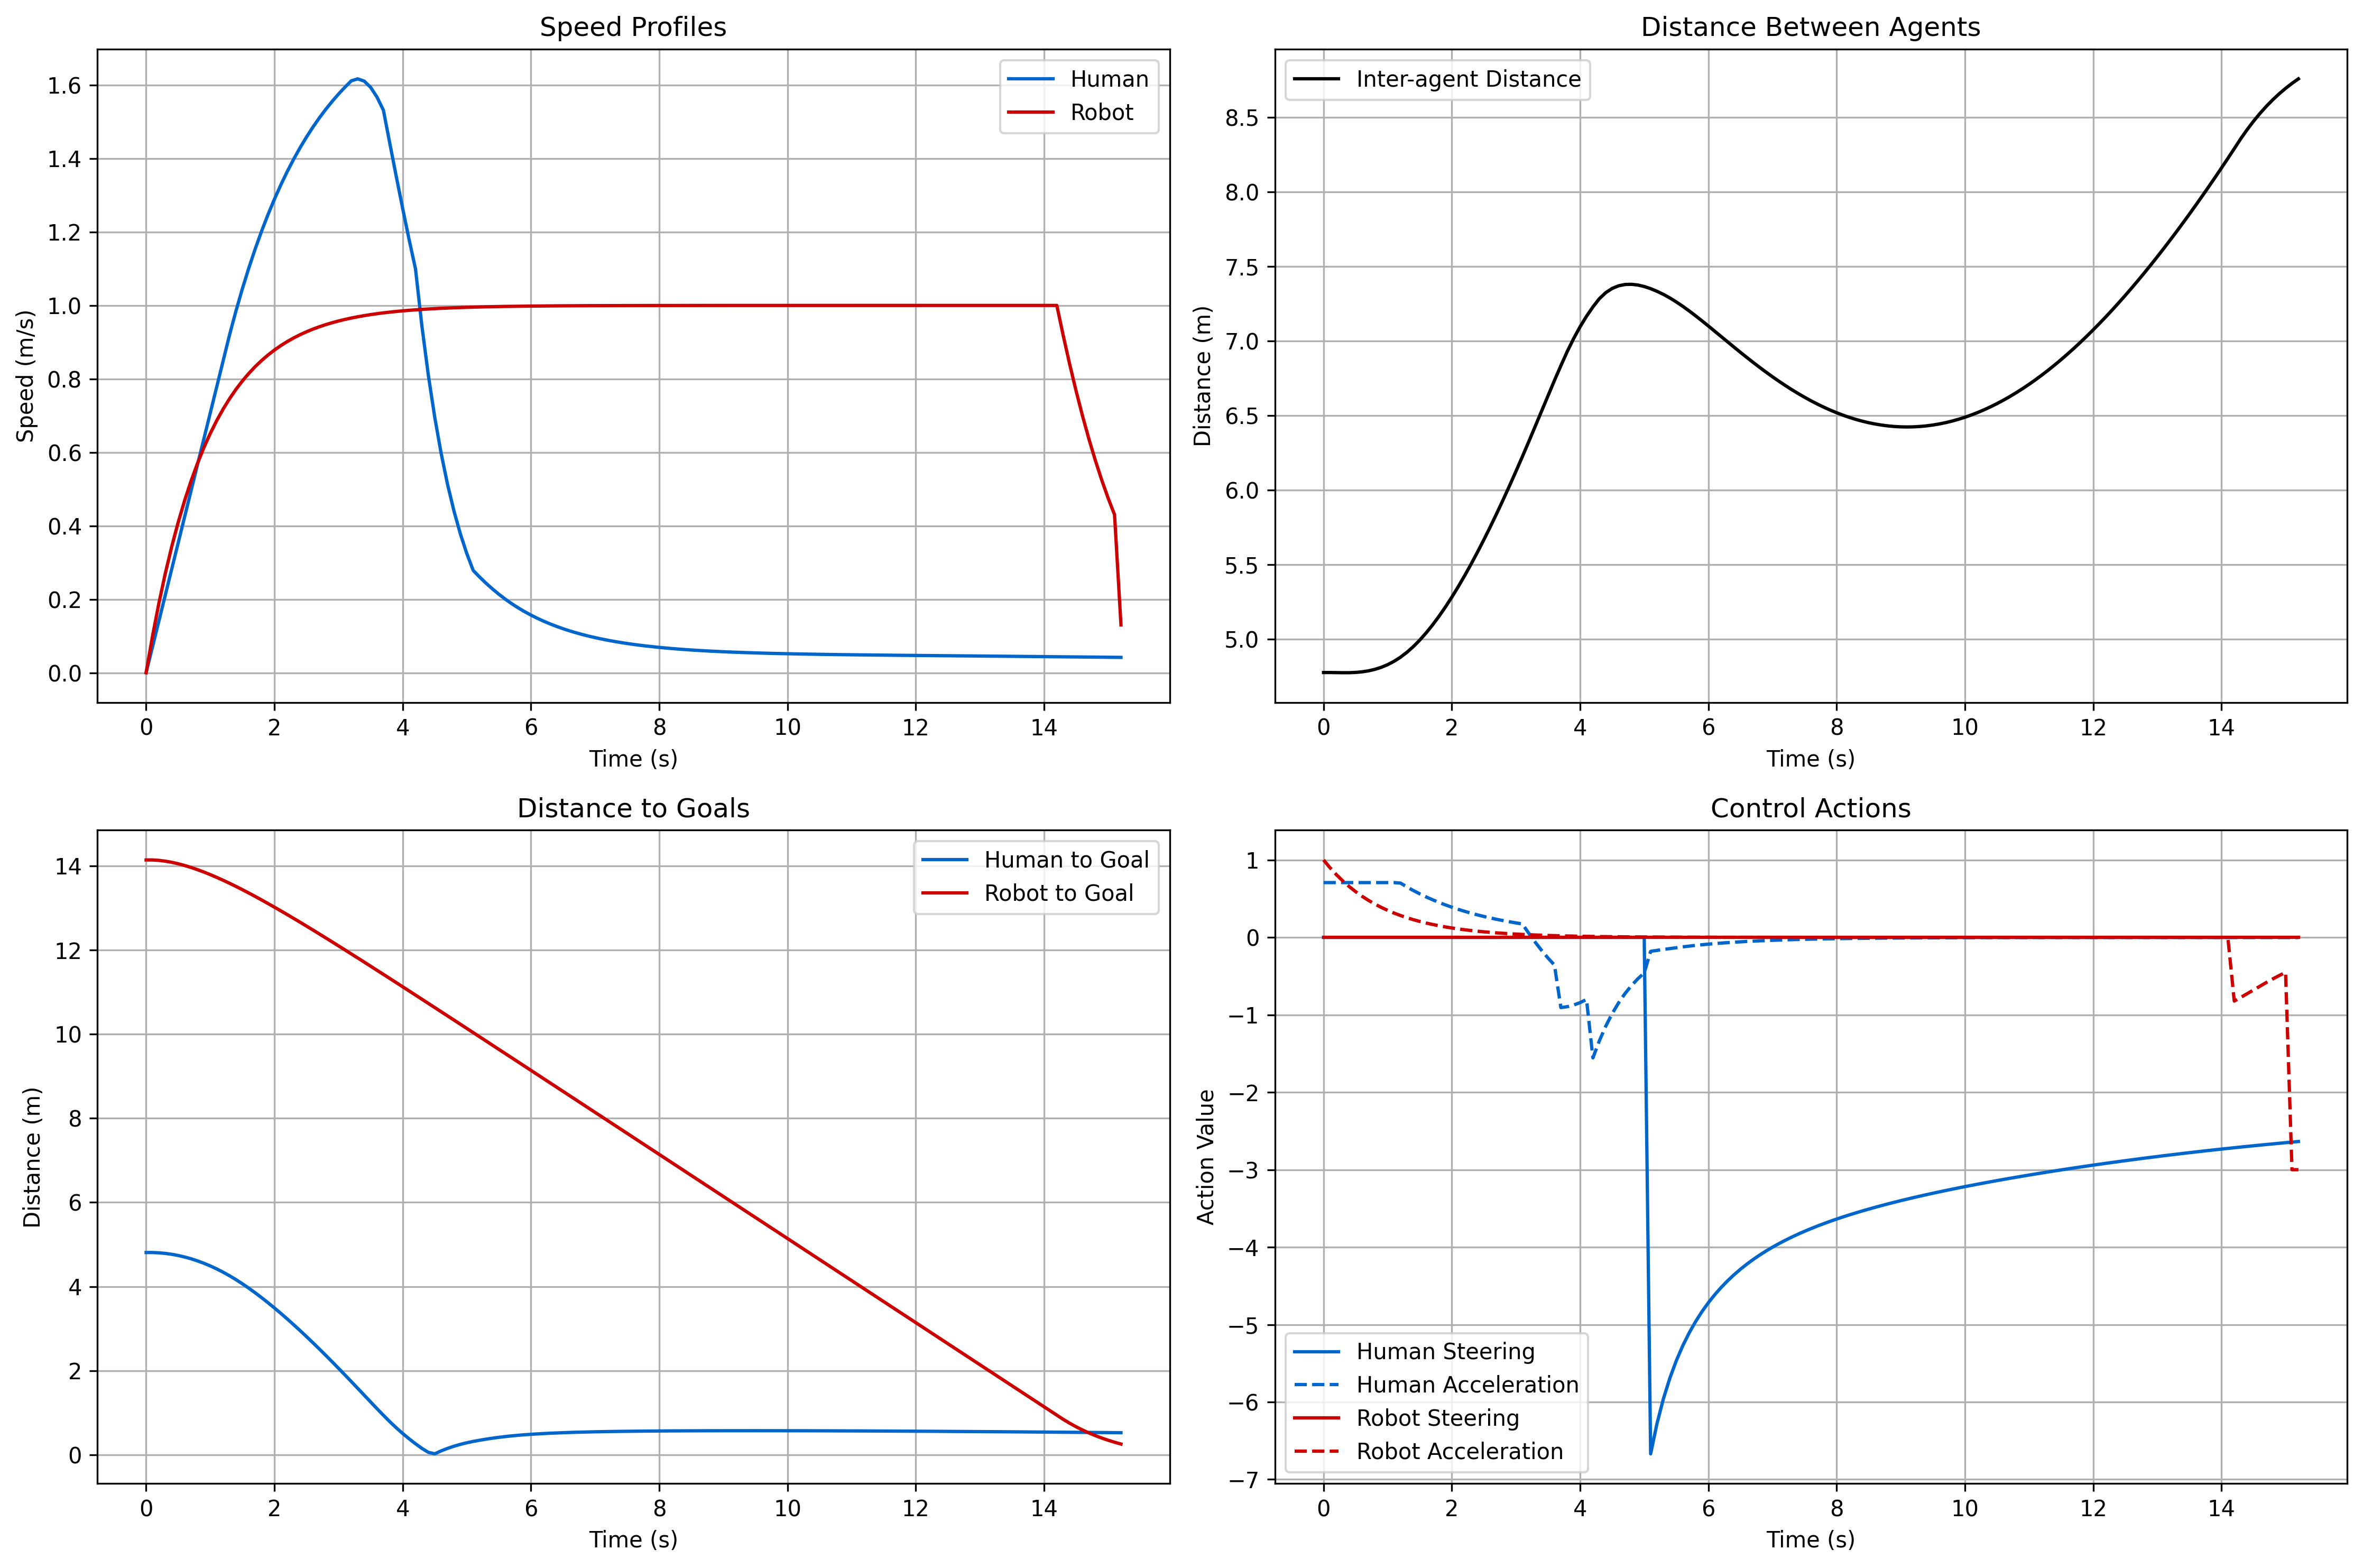 Speed Profiles
Speed (m/s)
1.6
1.4
1.2
1.0
0.8
0.6
0.4
0.2
0.0
Human
Robot
0 2 4 6 8 10 12 14
Time (s)
Distance Between Agents
Distance (m)
8.5
8.0
7.5
7.0
6.5
6.0
5.5
5.0
Inter-agent Distance
0 2 4 6 8 10 12 14
Time (s)
Distance to Goals
Distance (m)
14
12
10
8
6
4
2
0
Human to Goal
Robot to Goal
0 2 4 6 8 10 12 14
Time (s)
Control Actions
Action Value
1
0
−1
−2
−3
−4
−5
−6
−7
Human Steering
Human Acceleration
Robot Steering
Robot Acceleration
0 2 4 6 8 10 12 14
Time (s)